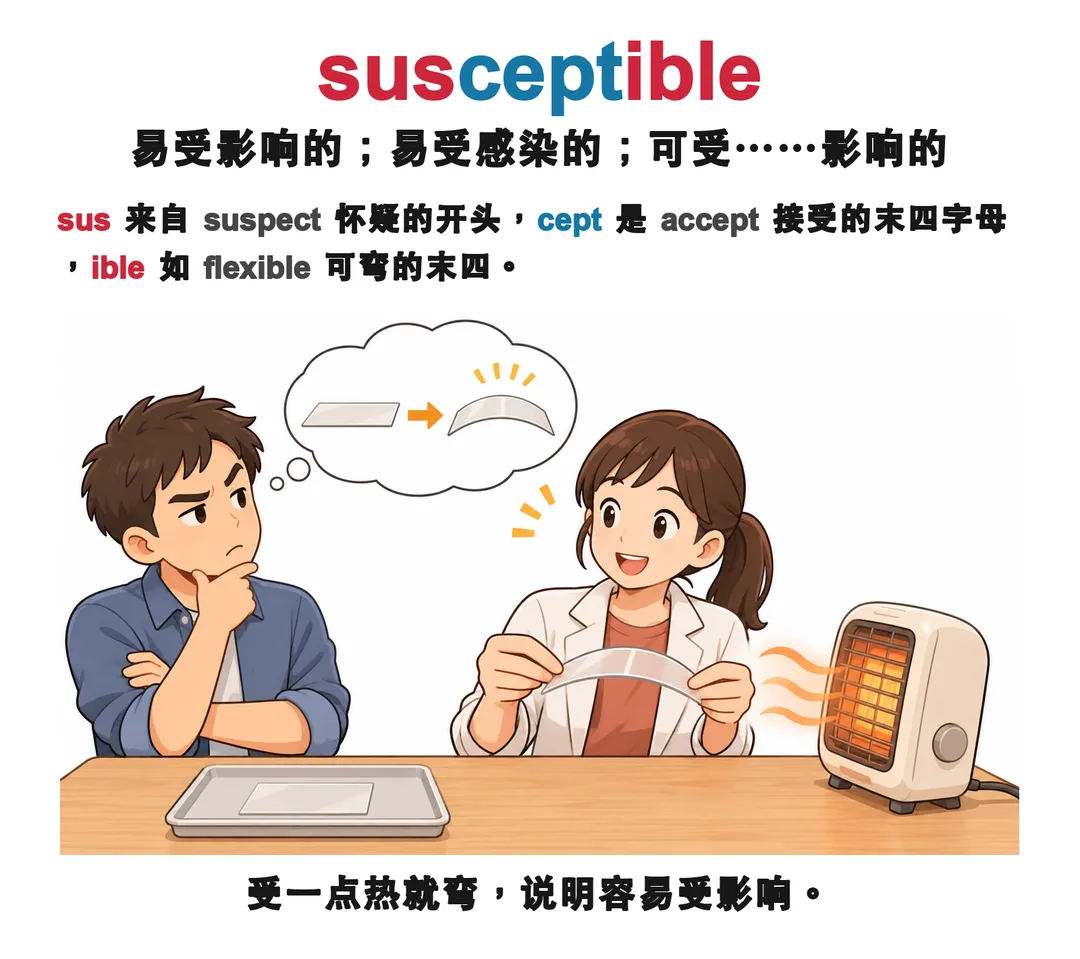 susceptible
易受影响的；易受感染的；可受……影响的
sus 来自 suspect 怀疑的开头，cept 是 accept 接受的末四字母
，ible 如 flexible 可弯的末四。
受一点热就弯，说明容易受影响。